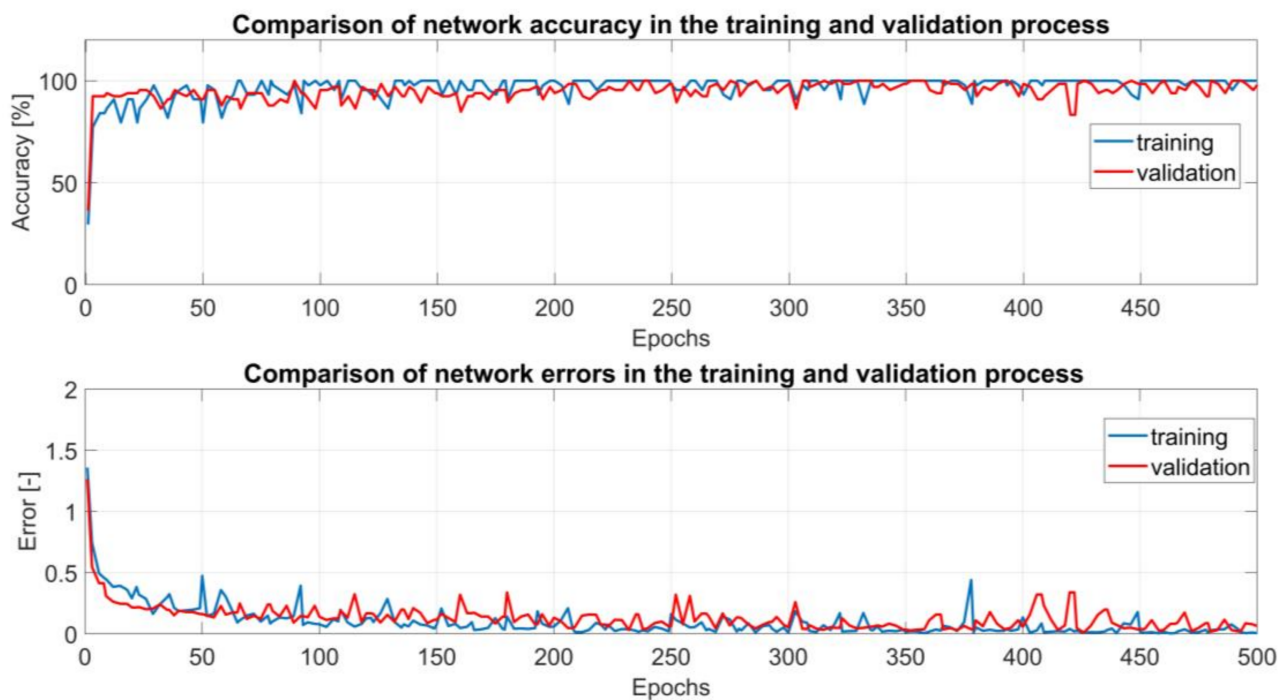 Comparison of network accuracy in the training and validation process
Accuracy [%]
100
50
0
training
validation
0 50 100 150 200 250 300 350 400 450
Epochs
Comparison of network errors in the training and validation process
Error [-]
2
1.5
1
0.5
0
training
validation
0 50 100 150 200 250 300 350 400 450 500
Epochs